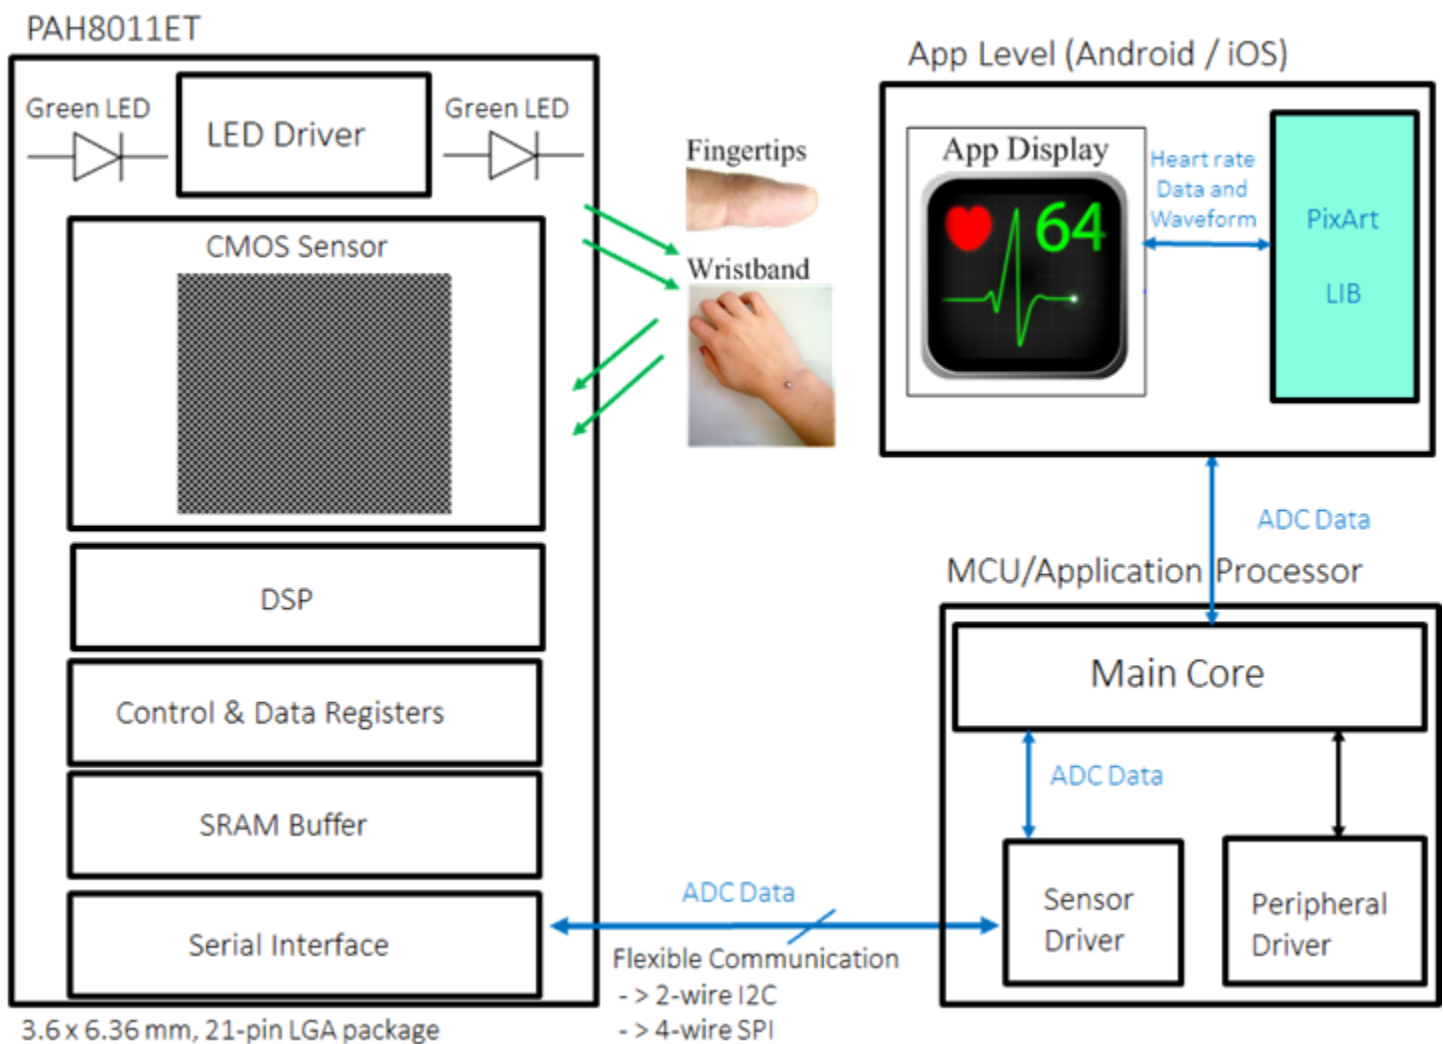 PAH8011ET
Green LED
LED Driver
Green LED
CMOS Sensor
DSP
Control & Data Registers
SRAM Buffer
Serial Interface
3.6 x 6.36 mm, 21-pin LGA package
Fingertips
Wristband
ADC Data
Flexible Communication
- > 2-wire I2C
- > 4-wire SPI
App Level (Android / iOS)
App Display
64
Heart rate
Data and
Waveform
PixArt
LIB
ADC Data
MCU/Application Processor
Main Core
ADC Data
Sensor
Driver
Peripheral
Driver